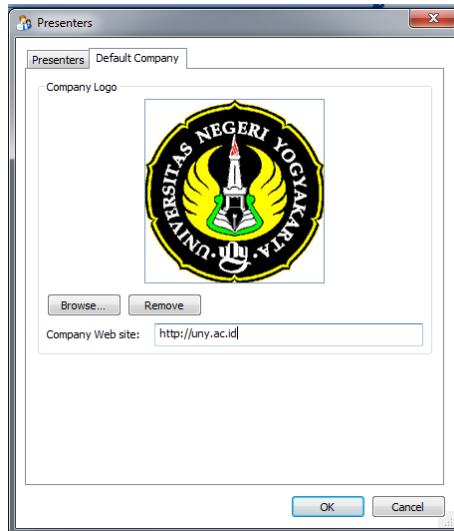 Presenters
Presenters Default Company
Company Logo
UNIVERSITAS NEGERI YOGYAKARTA
uny
Browse... Remove
Company Web site: http://uny.ac.id
OK Cancel